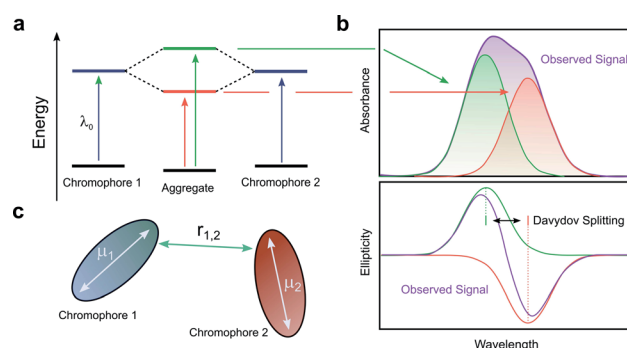 a
Energy
λ0
Chromophore 1
Aggregate
Chromophore 2
b
Absorbance
Observed Signal
Ellipticity
Davydov Splitting
Observed Signal
Wavelength
c
μ1
r1,2
μ2
Chromophore 1
Chromophore 2